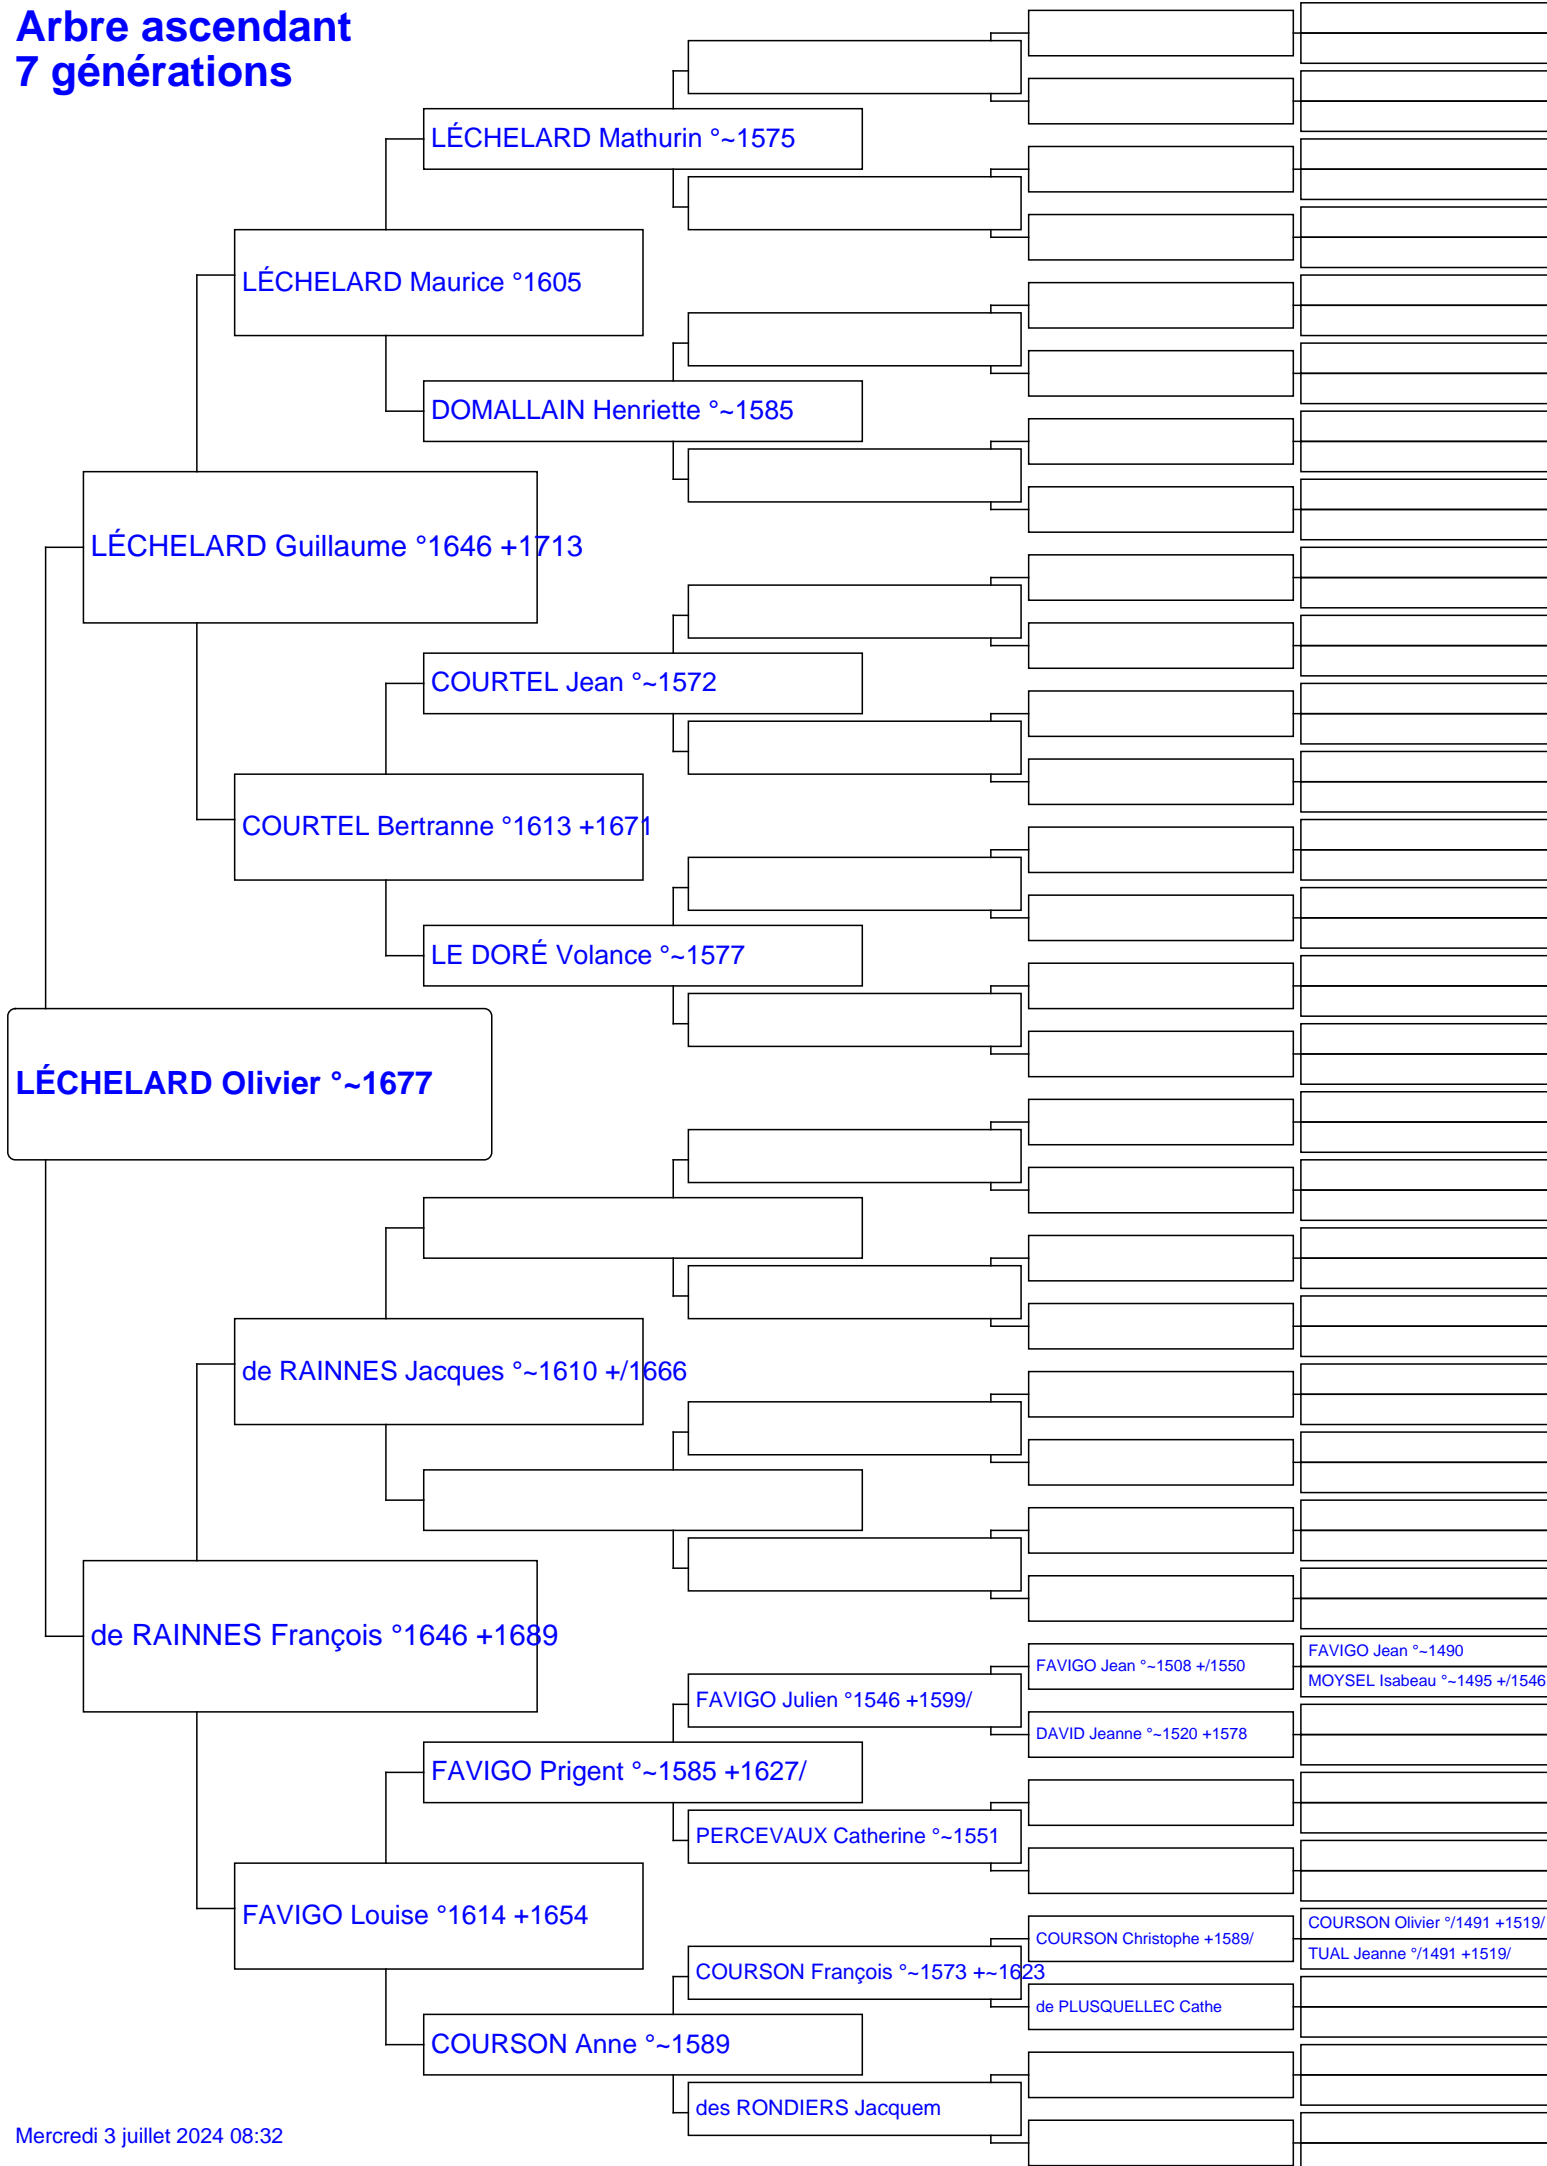 Arbre ascendant
7 générations
LÉCHELARD Mathurin °~1575
LÉCHELARD Maurice °1605
DOMALLAIN Henriette °~1585
LÉCHELARD Guillaume °1646 +1713
COURTEL Jean °~1572
COURTEL Bertranne °1613 +1671
LE DORÉ Volance °~1577
LÉCHELARD Olivier °~1677
de RAINNES Jacques °~1610 +/1666
de RAINNES François °1646 +1689
FAVIGO Jean °~1490
FAVIGO Jean °~1508 +/1550
MOYSEL Isabeau °~1495 +/1546
FAVIGO Julien °1546 +1599/
DAVID Jeanne °~1520 +1578
FAVIGO Prigent °~1585 +1627/
PERCEVAUX Catherine °~1551
FAVIGO Louise °1614 +1654
COURSON Olivier °/1491 +1519/
COURSON Christophe +1589/
TUAL Jeanne °/1491 +1519/
COURSON François °~1573 +~1623
de PLUSQUELLEC Cathe
COURSON Anne °~1589
des RONDIERS Jacquem
Mercredi 3 juillet 2024 08:32